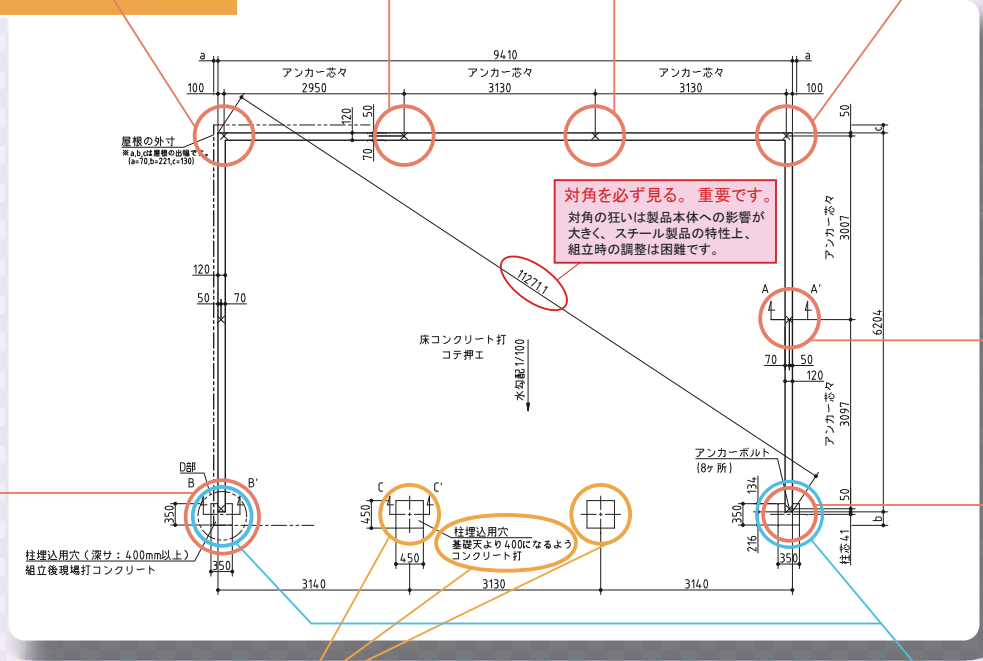 a
9410
a
アンカー芯々
アンカー芯々
アンカー芯々
100
2950
3130
3130
100
120
50
70
50
c
屋根の外寸
※a,b,cは屋根の出幅です。
(a=70,b=221,c=130)
対角を必ず見る。 重要です。
対角の狂いは製品本体への影響が
大きく、スチール製品の特性上、
組立時の調整は困難です。
アンカー芯々
3007
120
50
70
11271.1
A
A'
6204
床コンクリート打
コテ押エ
水勾配1/100
70
50
120
アンカー芯々
3097
アンカーボルト
(8ヶ所)
D部
B
B'
C
C'
134
50
350
450
350
b
柱埋込用穴
基礎天より400になるよう
コンクリート打
216
柱芯41
柱埋込用穴(深サ:400mm以上)
組立後現場打コンクリート
350
450
350
3140
3130
3140